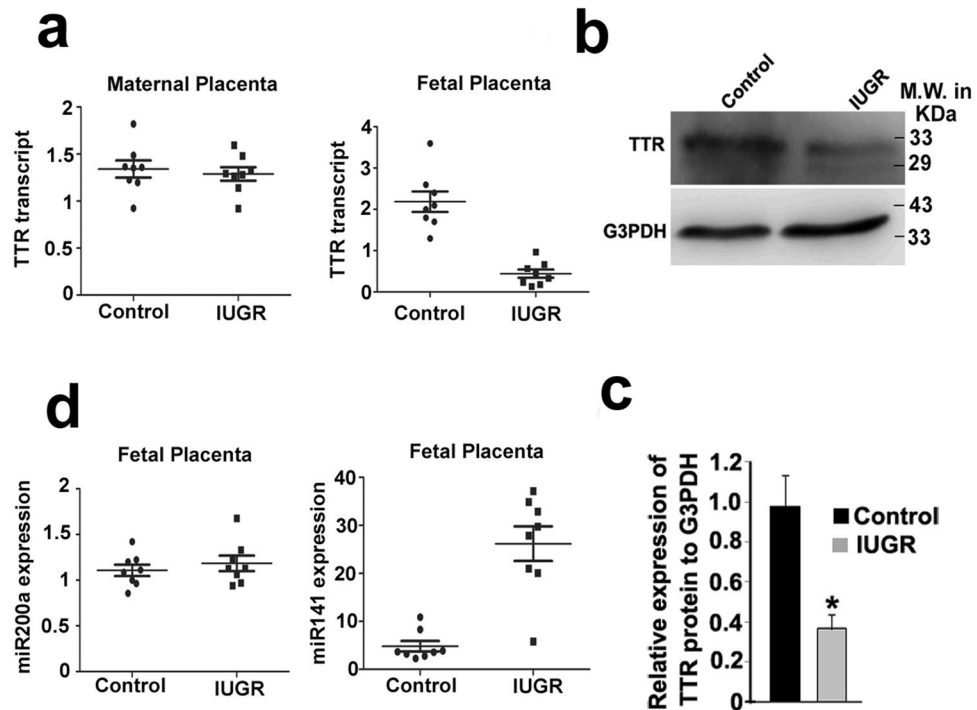 a
Maternal Placenta
TTR transcript
2
1.5
1
0.5
0
Control
IUGR
Fetal Placenta
TTR transcript
4
3
2
1
0
Control
IUGR
b
Control
IUGR
M.W. in
KDa
TTR
33
29
G3PDH
43
33
d
Fetal Placenta
miR200a expression
2
1.5
1
0.5
0
Control
IUGR
Fetal Placenta
miR141 expression
40
30
20
10
0
Control
IUGR
c
Relative expression of
TTR protein to G3PDH
1.2
1.0
0.8
0.6
0.4
0.2
0
*
Control
IUGR